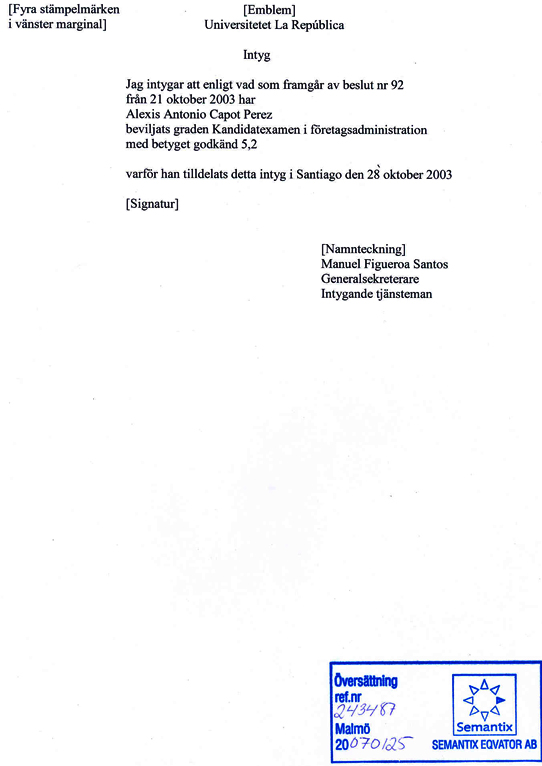 [Fyra stämpelmärken
i vänster marginal]
[Emblem]
Universitetet La República
Intyg
Jag intygar att enligt vad som framgår av beslut nr 92
från 21 oktober 2003 har
Alexis Antonio Capot Perez
beviljats graden Kandidatexamen i företagsadministration
med betyget godkänd 5,2
varför han tilldelats detta intyg i Santiago den 28 oktober 2003
[Signatur]
[Namnteckning]
Manuel Figueroa Santos
Generalsekreterare
Intygande tjänsteman
Översättning
ref.nr
243487
Malmö
20070125
Semantix
SEMANTIX EQVATOR AB